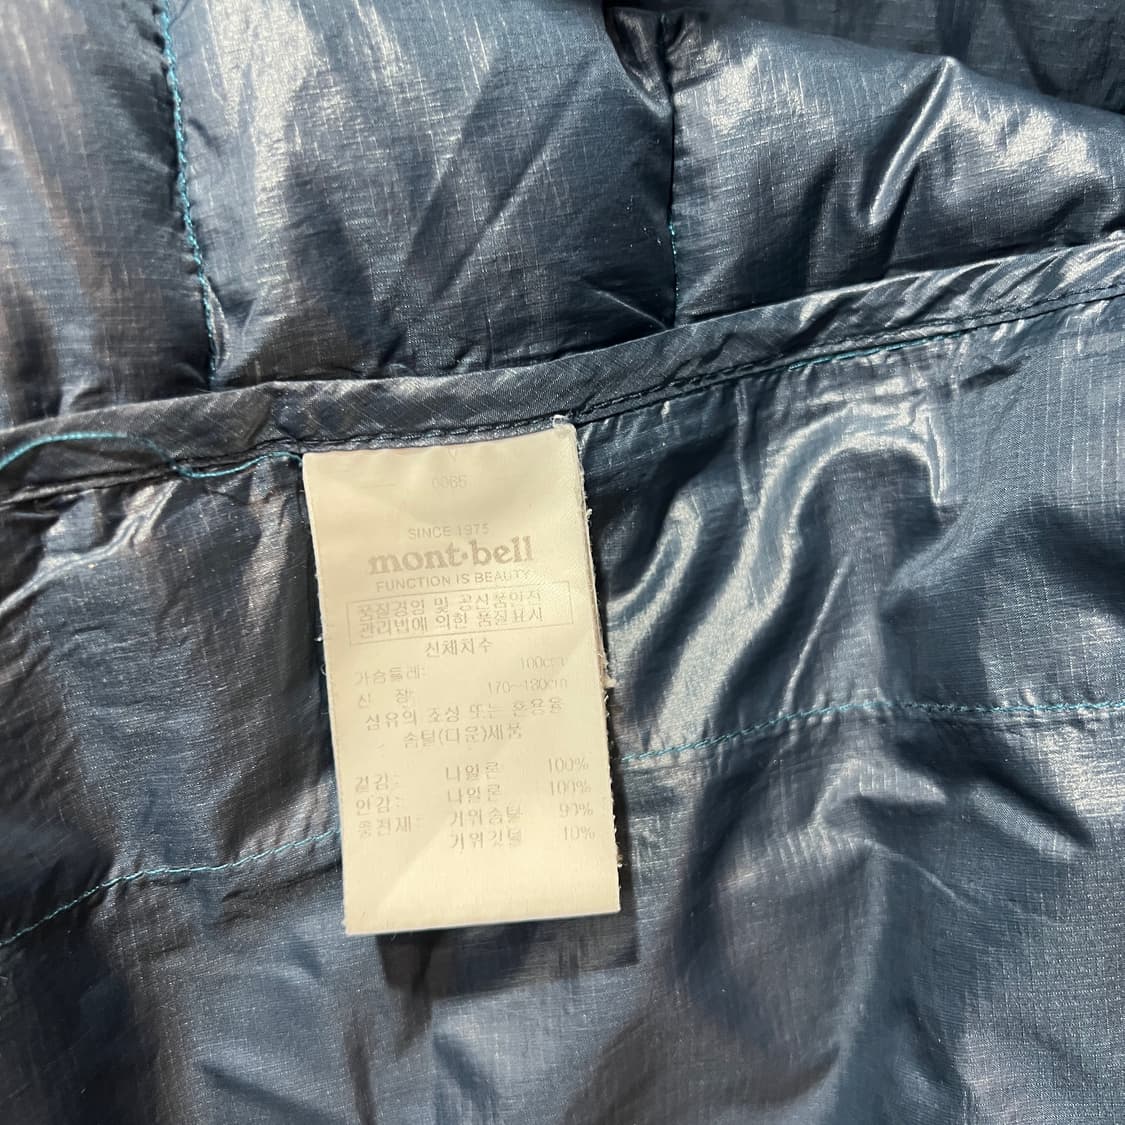 0066
SINCE 1975
mont·bell
FUNCTION IS BEAUTY
품질경영 및 공산품안전
관리법에 의한 품질표시
신체치수
가슴둘레: 100cm
신 장: 170~180cm
섬유의 조성 또는 혼용율
솜털(다운)제품
겉감: 나일론 100%
안감: 나일론 100%
충전재: 거위솜털 90%
거위깃털 10%